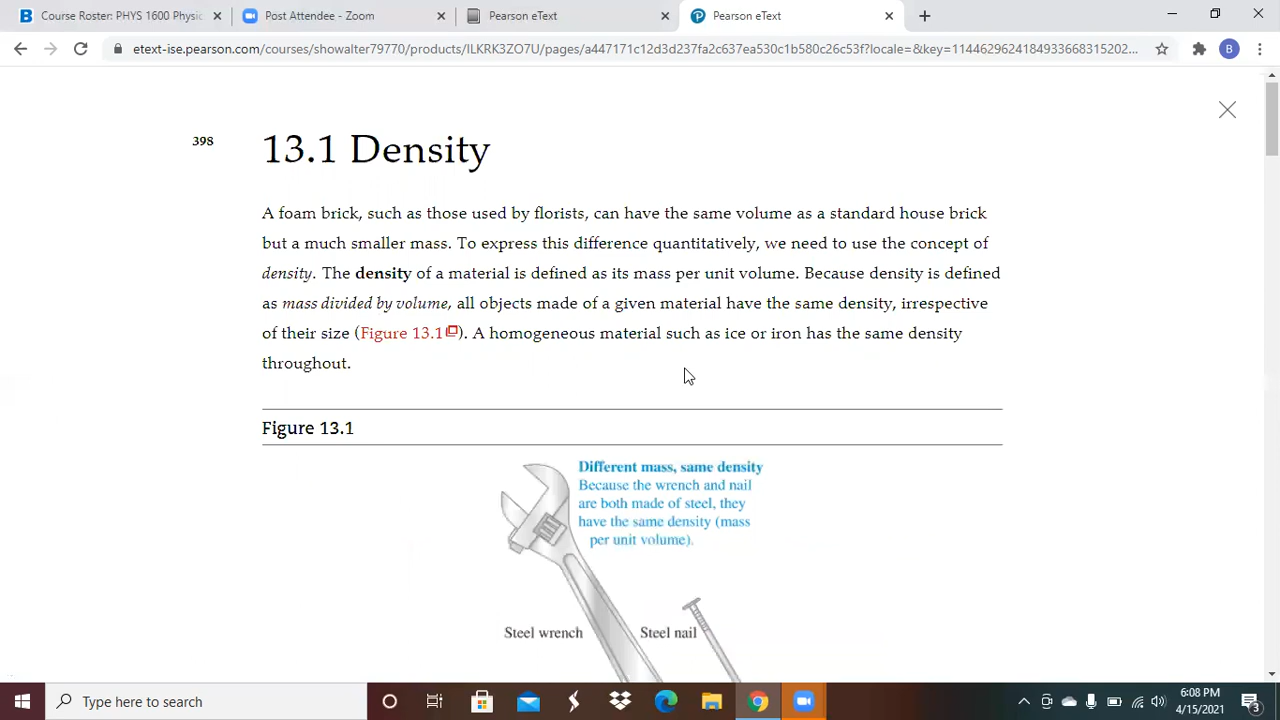 Course Roster: PHYS 1600 Physic
Post Attendee - Zoom
Pearson eText
Pearson eText
etext-ise.pearson.com/courses/showalter79770/products/ILKRK3ZO7U/pages/a447171c12d3d237fa2c637ea530c1b580c26c53f?locale=&key=11446296241849336683152​02...
B
398
13.1 Density
A foam brick, such as those used by florists, can have the same volume as a standard house brick
but a much smaller mass. To express this difference quantitatively, we need to use the concept of
density. The density of a material is defined as its mass per unit volume. Because density is defined
as mass divided by volume, all objects made of a given material have the same density, irrespective
of their size (Figure 13.1). A homogeneous material such as ice or iron has the same density
throughout.
Figure 13.1
Different mass, same density
Because the wrench and nail
are both made of steel, they
have the same density (mass
per unit volume).
Steel wrench
Steel nail
Type here to search
6:08 PM
4/15/2021
3